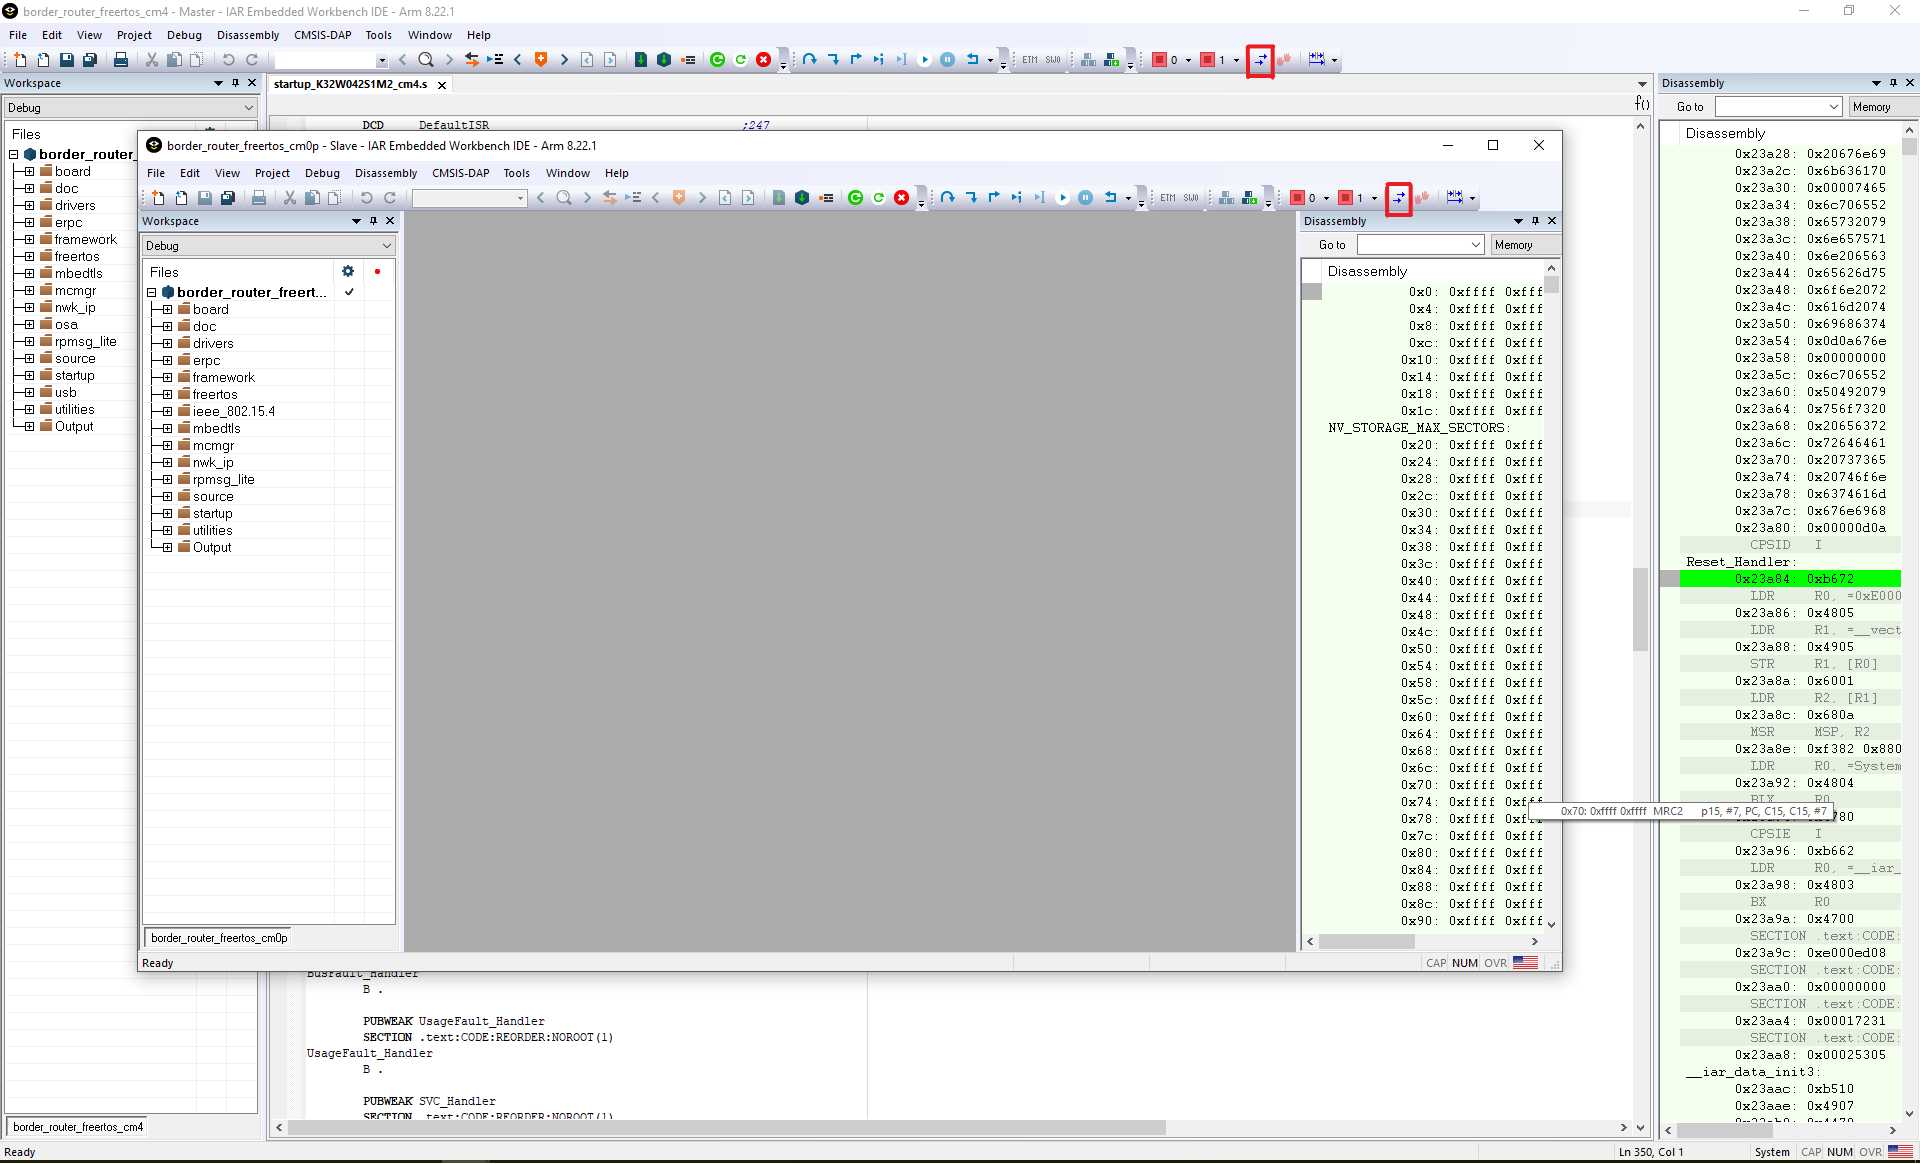 border_router_freertos_cm4 - Master - IAR Embedded Workbench IDE - Arm 8.22.1
File Edit View Project Debug Disassembly CMSIS-DAP Tools Window Help
ETM SWO 0 1
Workspace
Debug
Files
border_router_
board
doc
drivers
erpc
framework
freertos
mbedtls
mcmgr
nwk_ip
osa
rpmsg_lite
source
startup
usb
utilities
Output
border_router_freertos_cm4
Ready
startup_K32W042S1M2_cm4.s
f()
DCD DefaultISR ;247
border_router_freertos_cm0p - Slave - IAR Embedded Workbench IDE - Arm 8.22.1
File Edit View Project Debug Disassembly CMSIS-DAP Tools Window Help
ETM SWO 0 1
Workspace
Debug
Files
border_router_freert...
board
doc
drivers
erpc
framework
freertos
ieee_802.15.4
mbedtls
mcmgr
nwk_ip
rpmsg_lite
source
startup
utilities
Output
border_router_freertos_cm0p
Ready
Disassembly
Go to Memory
Disassembly
0x0: 0xffff 0xfff
0x4: 0xffff 0xfff
0x8: 0xffff 0xfff
0xc: 0xffff 0xfff
0x10: 0xffff 0xfff
0x14: 0xffff 0xfff
0x18: 0xffff 0xfff
0x1c: 0xffff 0xfff
NV_STORAGE_MAX_SECTORS:
0x20: 0xffff 0xfff
0x24: 0xffff 0xfff
0x28: 0xffff 0xfff
0x2c: 0xffff 0xfff
0x30: 0xffff 0xfff
0x34: 0xffff 0xfff
0x38: 0xffff 0xfff
0x3c: 0xffff 0xfff
0x40: 0xffff 0xfff
0x44: 0xffff 0xfff
0x48: 0xffff 0xfff
0x4c: 0xffff 0xfff
0x50: 0xffff 0xfff
0x54: 0xffff 0xfff
0x58: 0xffff 0xfff
0x5c: 0xffff 0xfff
0x60: 0xffff 0xfff
0x64: 0xffff 0xfff
0x68: 0xffff 0xfff
0x6c: 0xffff 0xfff
0x70: 0xffff 0xfff
0x74: 0xffff 0xfff
0x78: 0xffff 0xfff
0x7c: 0xffff 0xfff
0x80: 0xffff 0xfff
0x84: 0xffff 0xfff
0x88: 0xffff 0xfff
0x8c: 0xffff 0xfff
0x90: 0xffff 0xfff
CAP NUM OVR
0x70: 0xffff 0xffff MRC2 p15, #7, PC, C15, C15, #7
BusFault_Handler
B .
PUBWEAK UsageFault_Handler
SECTION .text:CODE:REORDER:NOROOT(1)
UsageFault_Handler
B .
PUBWEAK SVC_Handler
SECTION .text:CODE:REORDER:NOROOT(1)
Disassembly
Go to Memory
Disassembly
0x23a28: 0x20676e69
0x23a2c: 0x6b636170
0x23a30: 0x00007465
0x23a34: 0x6c706552
0x23a38: 0x65732079
0x23a3c: 0x6e657571
0x23a40: 0x6e206563
0x23a44: 0x65626d75
0x23a48: 0x6f6e2072
0x23a4c: 0x616d2074
0x23a50: 0x69686374
0x23a54: 0x0d0a676e
0x23a58: 0x00000000
0x23a5c: 0x6c706552
0x23a60: 0x50492079
0x23a64: 0x756f7320
0x23a68: 0x20656372
0x23a6c: 0x72646461
0x23a70: 0x20737365
0x23a74: 0x20746f6e
0x23a78: 0x6374616d
0x23a7c: 0x676e6968
0x23a80: 0x00000d0a
CPSID I
Reset_Handler:
0x23a84: 0xb672
LDR R0, =0xE000
0x23a86: 0x4805
LDR R1, =__vect
0x23a88: 0x4905
STR R1, [R0]
0x23a8a: 0x6001
LDR R2, [R1]
0x23a8c: 0x680a
MSR MSP, R2
0x23a8e: 0xf382 0x880
LDR R0, =System
0x23a92: 0x4804
BLX R0
780
CPSIE I
0x23a96: 0xb662
LDR R0, =__iar_
0x23a98: 0x4803
BX R0
0x23a9a: 0x4700
SECTION .text:CODE:
0x23a9c: 0xe000ed08
SECTION .text:CODE:
0x23aa0: 0x00000000
SECTION .text:CODE:
0x23aa4: 0x00017231
SECTION .text:CODE:
0x23aa8: 0x00025305
__iar_data_init3:
0x23aac: 0xb510
0x23aae: 0x4907
Ln 350, Col 1 System CAP NUM OVR